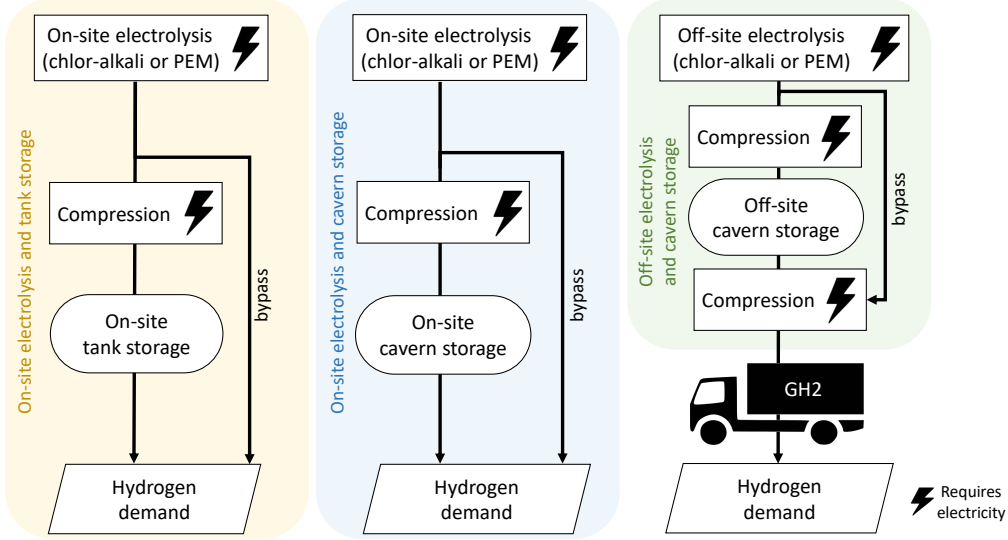 On-site electrolysis and tank storage
On-site electrolysis
(chlor-alkali or PEM)
Compression
On-site
tank storage
bypass
Hydrogen
demand
On-site electrolysis and cavern storage
On-site electrolysis
(chlor-alkali or PEM)
Compression
On-site
cavern storage
bypass
Hydrogen
demand
Off-site electrolysis
and cavern storage
Off-site electrolysis
(chlor-alkali or PEM)
Compression
Off-site
cavern storage
bypass
Compression
GH2
Hydrogen
demand
Requires
electricity